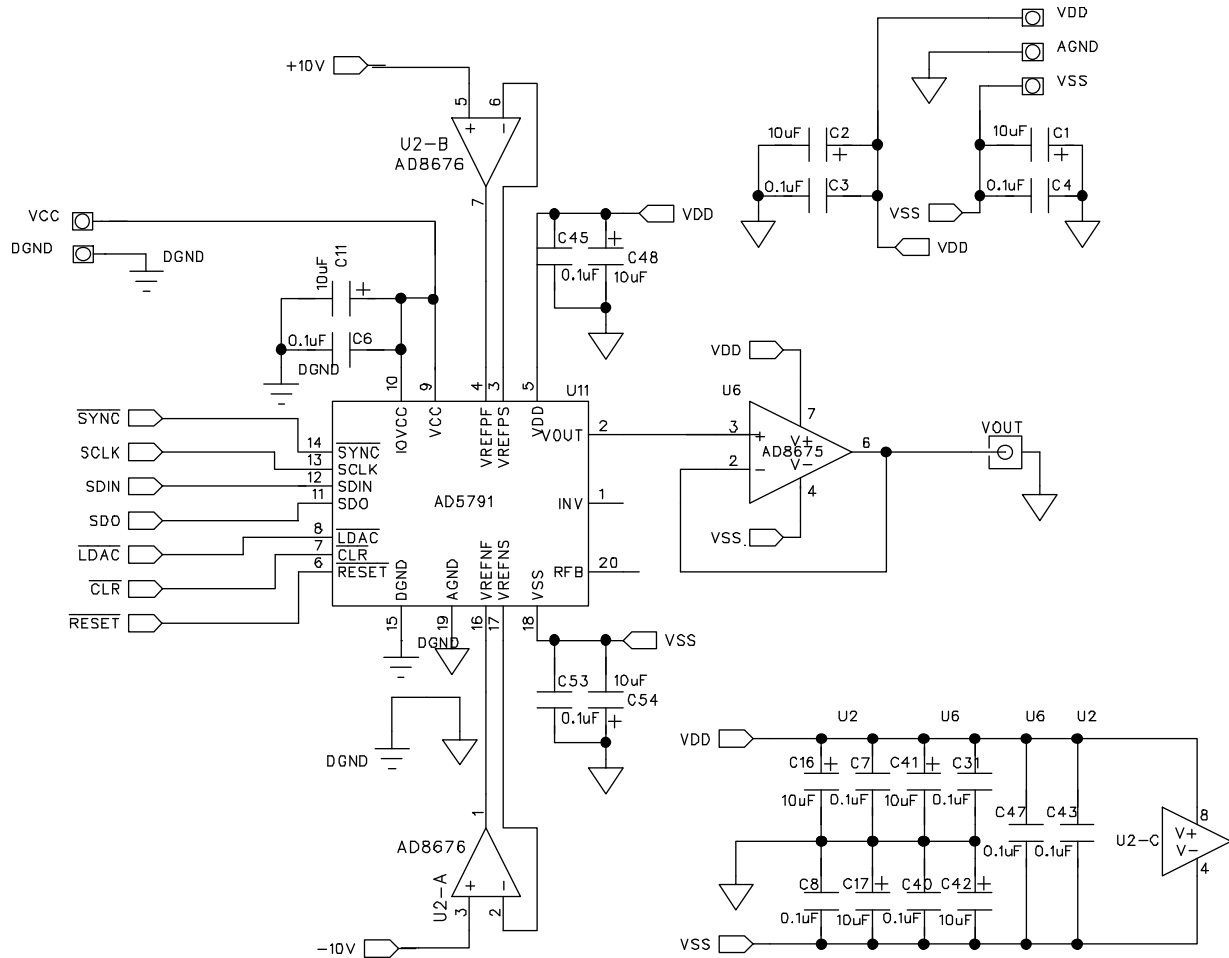 VDD
AGND
VSS
+10V
5
6
+
-
U2-B
AD8676
7
10uF
C2
+
0.1uF
C3
VDD
10uF
C1
+
0.1uF
C4
VSS
VCC
DGND
DGND
10uF
C11
+
0.1uF
C6
DGND
VDD
C45
0.1uF
+
C48
10uF
10
9
4
3
5
U11
IOVCC
VCC
VREFPF
VREFPS
VDD
SYNC
SCLK
SDIN
SDO
LDAC
CLR
RESET
14
13
12
11
8
7
6
SYNC
SCLK
SDIN
SDO
LDAC
CLR
RESET
AD5791
VOUT
2
INV
1
RFB
20
DGND
AGND
VREFNF
VREFNS
VSS
15
19
16
17
18
DGND
VDD
U6
7
3
+
V+
AD8675
2
-
V-
4
6
VSS
VOUT
VSS
C53
0.1uF
10uF
C54
+
DGND
1
AD8676
U2-A
+
-
3
2
-10V
U2
U6
U6
U2
VDD
C16
+
10uF
C7
0.1uF
C41
+
10uF
C31
0.1uF
C47
0.1uF
C43
0.1uF
U2-C
8
V+
V-
4
C8
0.1uF
C17
+
10uF
C40
0.1uF
C42
+
10uF
VSS